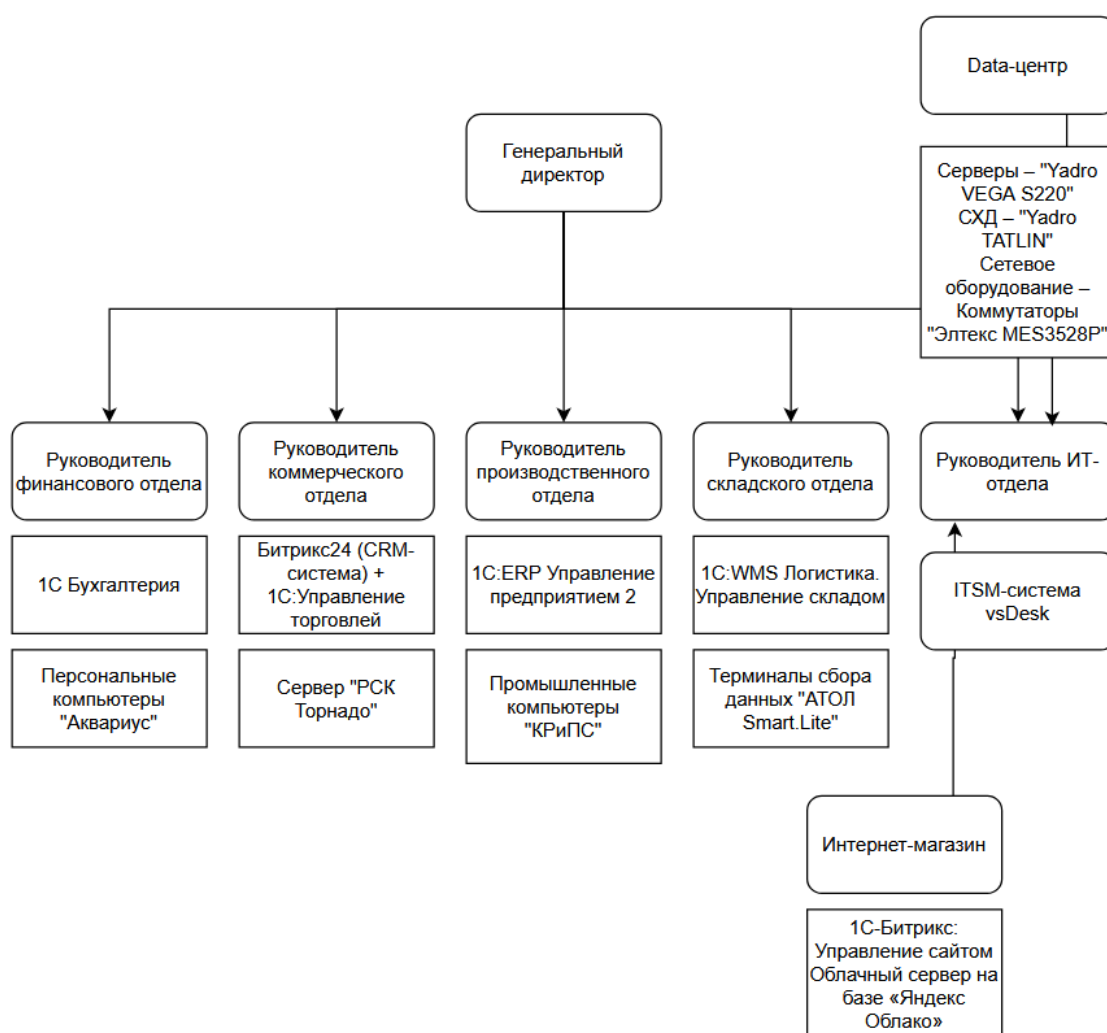 Data-центр
Генеральный
директор
Серверы – "Yadro
VEGA S220"
СХД – "Yadro
TATLIN"
Сетевое
оборудование –
Коммутаторы
"Элтекс MES3528P"
Руководитель
финансового отдела
Руководитель
коммерческого
отдела
Руководитель
производственного
отдела
Руководитель
складского отдела
Руководитель ИТ-
отдела
1С Бухгалтерия
Битрикс24 (CRM-
система) +
1С:Управление
торговлей
1С:ERP Управление
предприятием 2
1С:WMS Логистика.
Управление складом
ITSM-система
vsDesk
Персональные
компьютеры
"Аквариус"
Сервер "РСК
Торнадо"
Промышленные
компьютеры
"КРиПС"
Терминалы сбора
данных "АТОЛ
Smart.Lite"
Интернет-магазин
1С-Битрикс:
Управление сайтом
Облачный сервер на
базе «Яндекс
Облако»